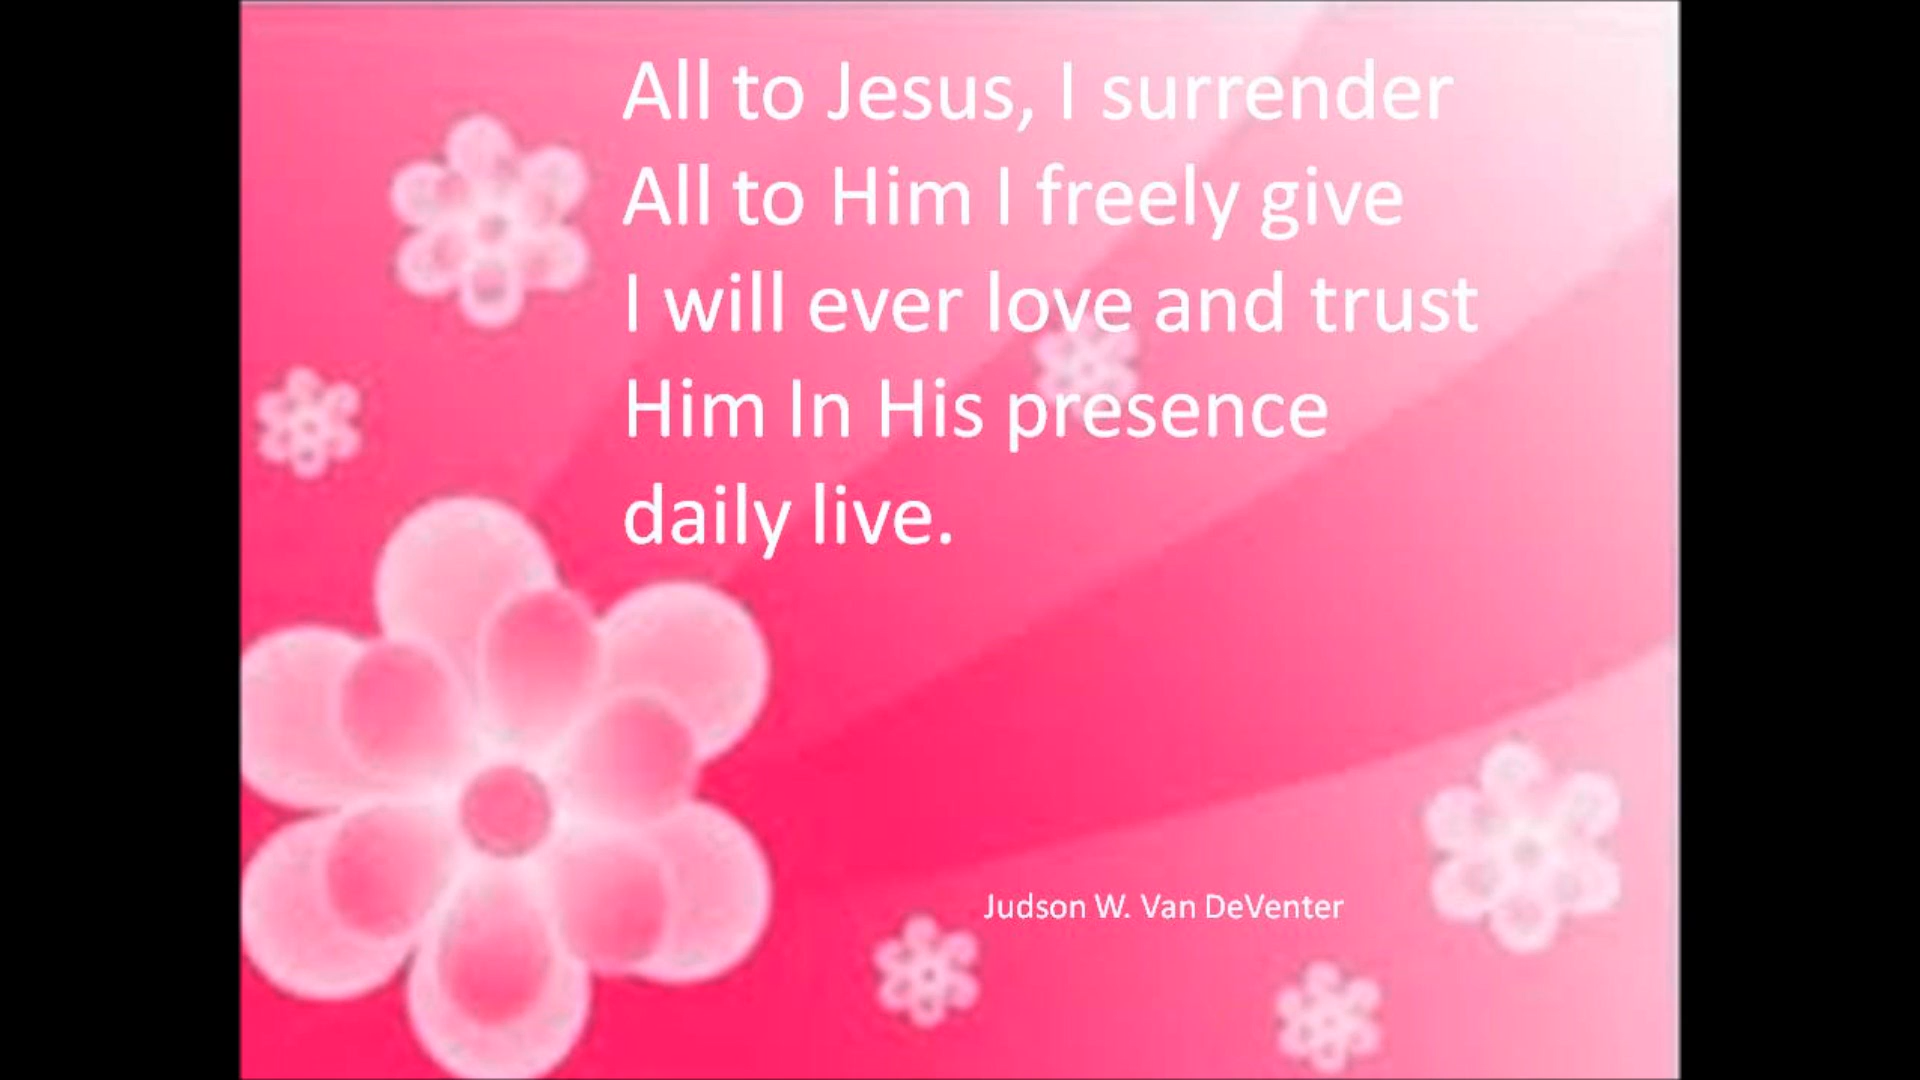 All to Jesus, I surrender
All to Him I freely give
I will ever love and trust
Him In His presence
daily live.
Judson W. Van DeVenter